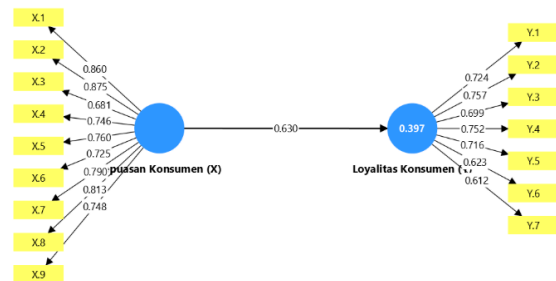 X.1
X.2
X.3
X.4
X.5
X.6
X.7
X.8
X.9
0.860
0.875
0.681
0.746
0.760
0.725
0.790
0.813
0.748
puasan Konsumen (X)
0.630
0.397
Loyalitas Konsumen (
0.724
0.757
0.699
0.752
0.716
0.623
0.612
Y.1
Y.2
Y.3
Y.4
Y.5
Y.6
Y.7